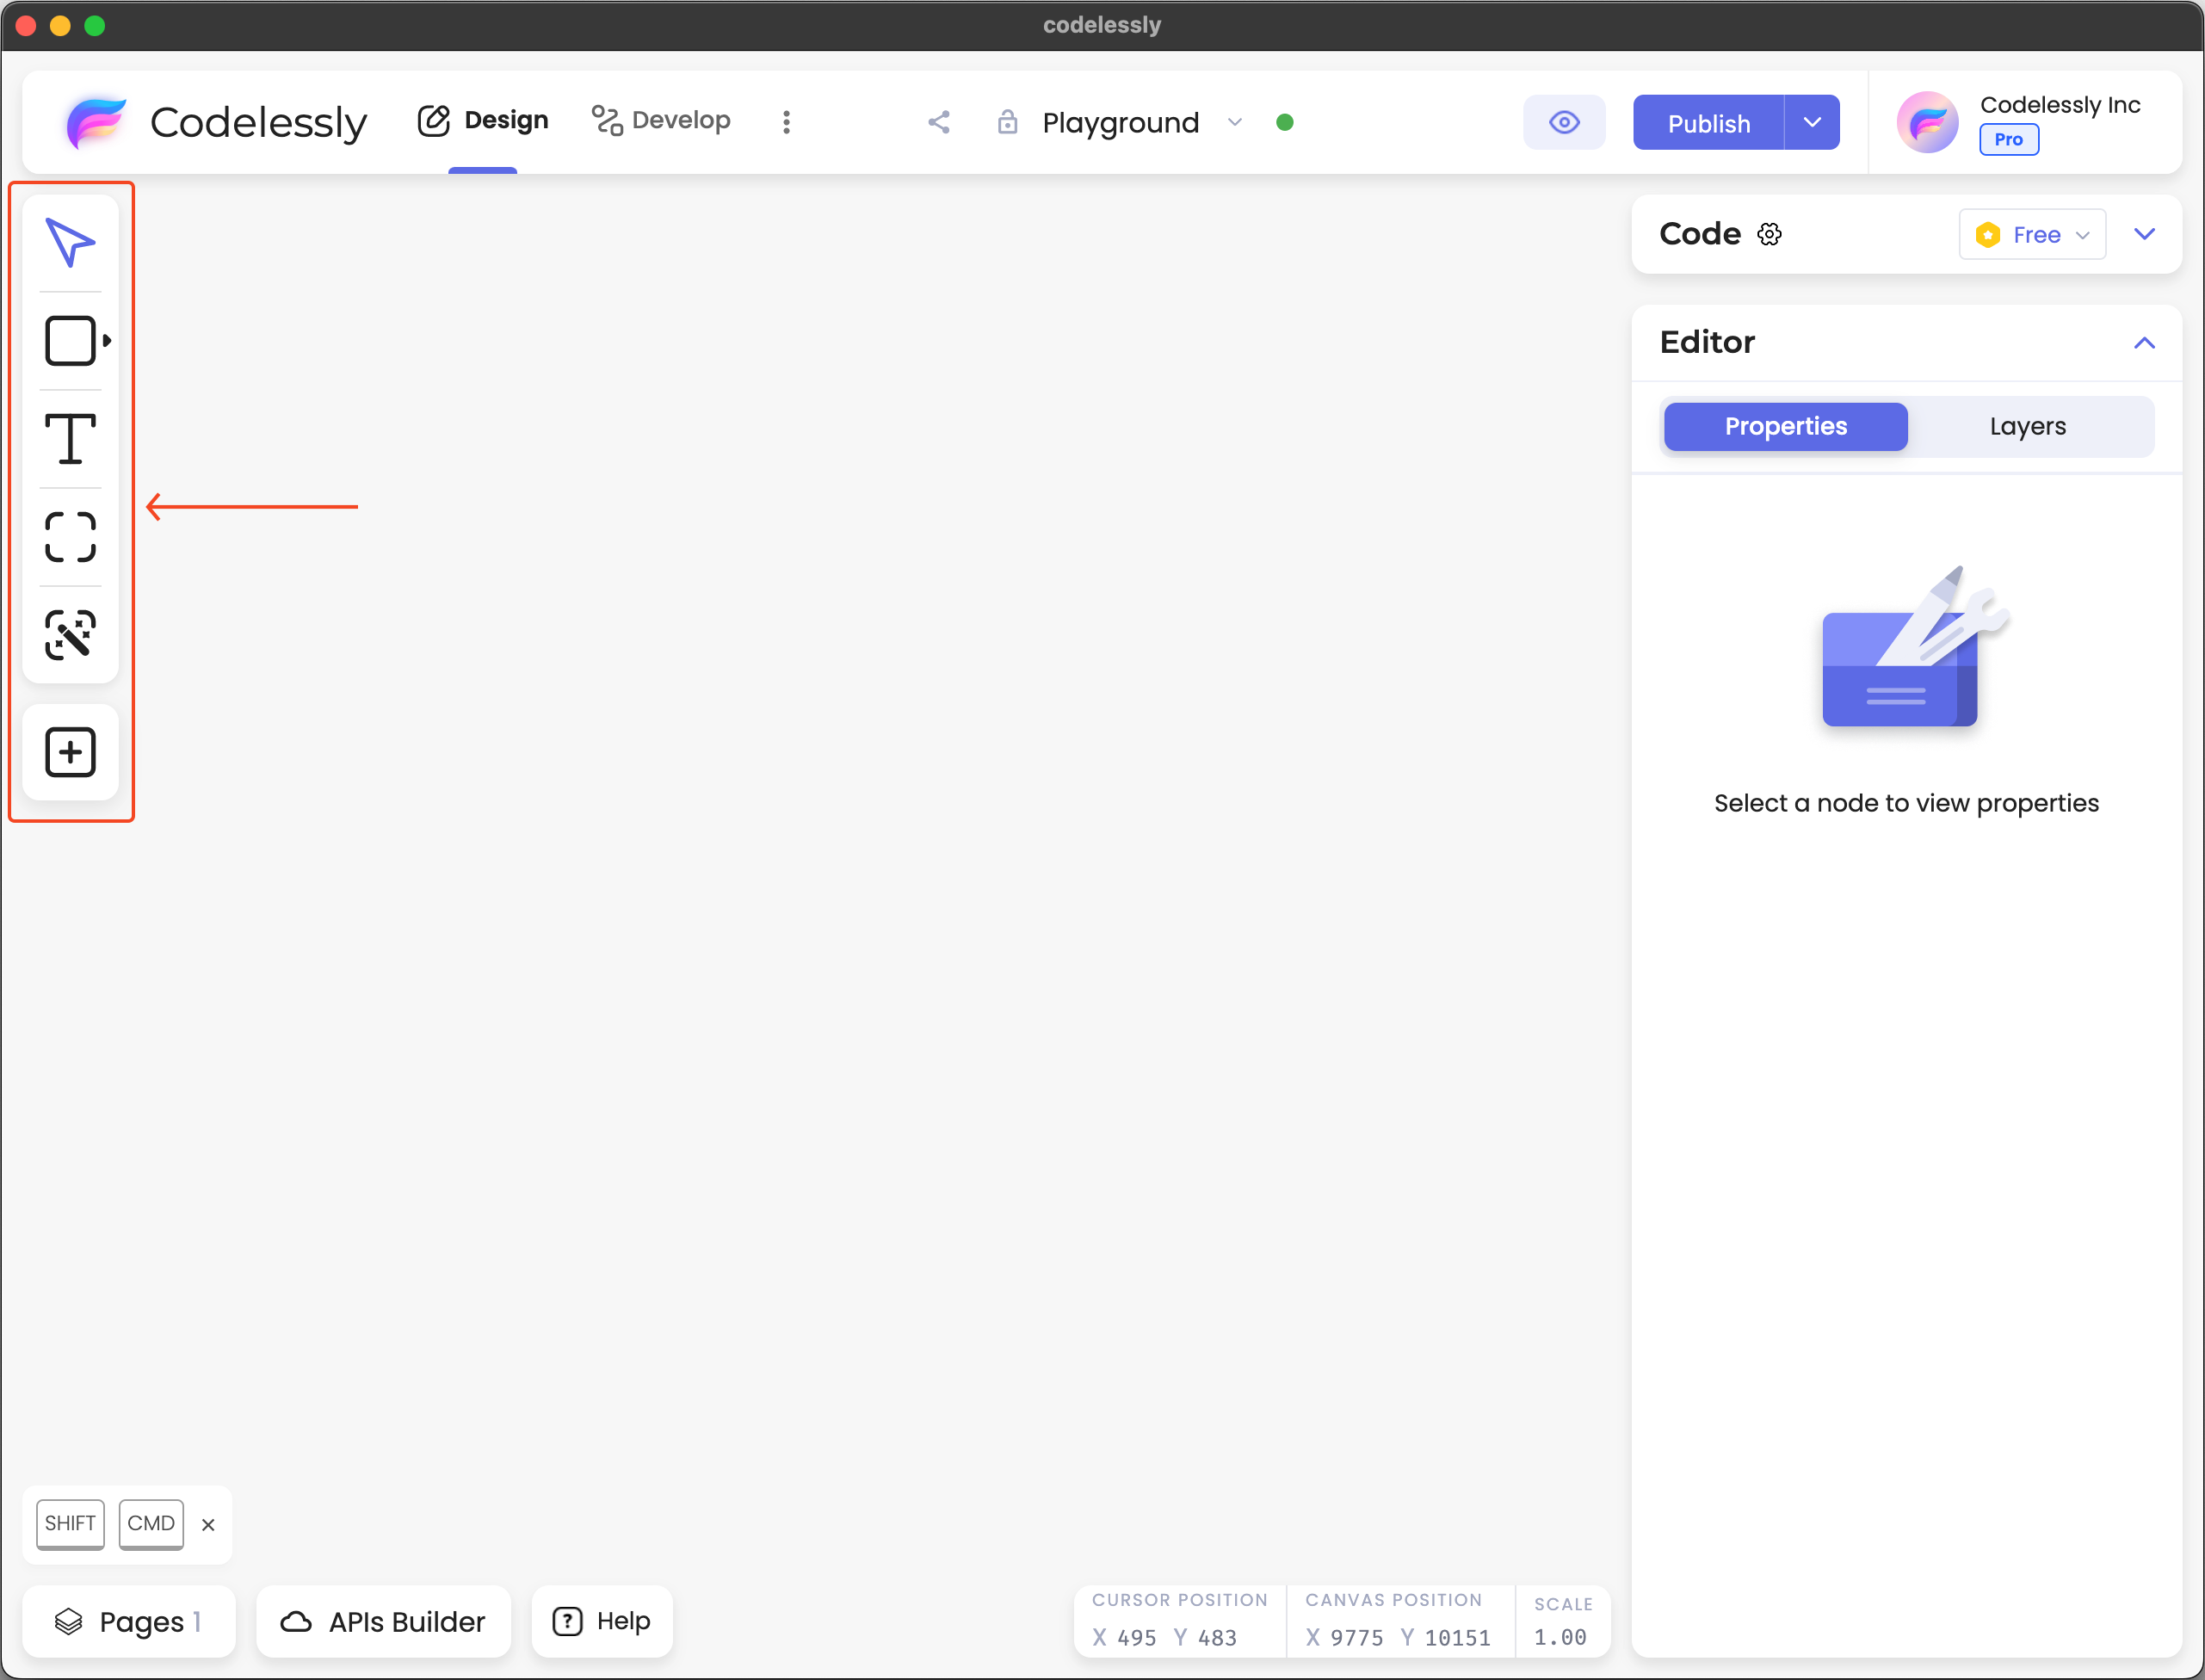 codelessly
Codelessly
Design
Develop
Playground
Publish
Codelessly Inc
Pro
Code
Free
Editor
Properties
Layers
T
Select a node to view properties
SHIFT
CMD
Pages 1
APIs Builder
? Help
CURSOR POSITION
X 495 Y 483
CANVAS POSITION
X 9775 Y 10151
SCALE
1.00